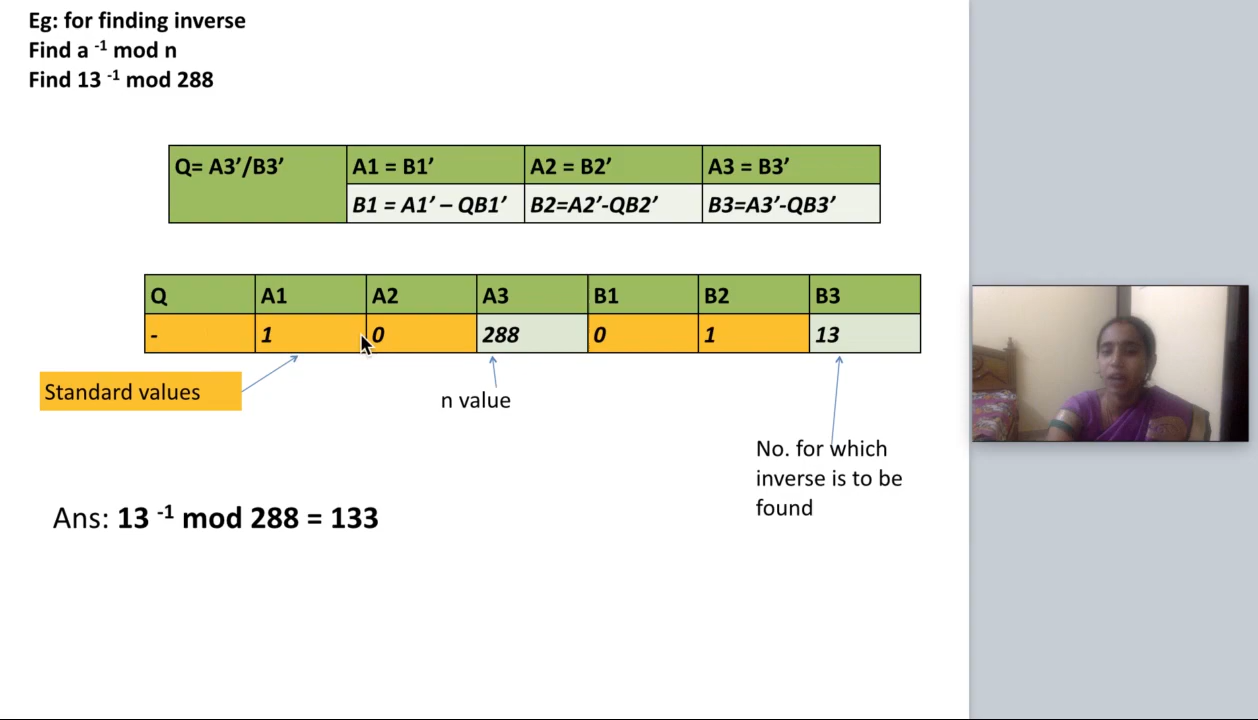 Eg: for finding inverse
Find a -1 mod n
Find 13 -1 mod 288
Q= A3’/B3’ A1 = B1’ A2 = B2’ A3 = B3’
B1 = A1’ – QB1’ B2=A2’-QB2’ B3=A3’-QB3’
Q A1 A2 A3 B1 B2 B3
- 1 0 288 0 1 13
Standard values
n value
No. for which
inverse is to be
found
Ans: 13 -1 mod 288 = 133